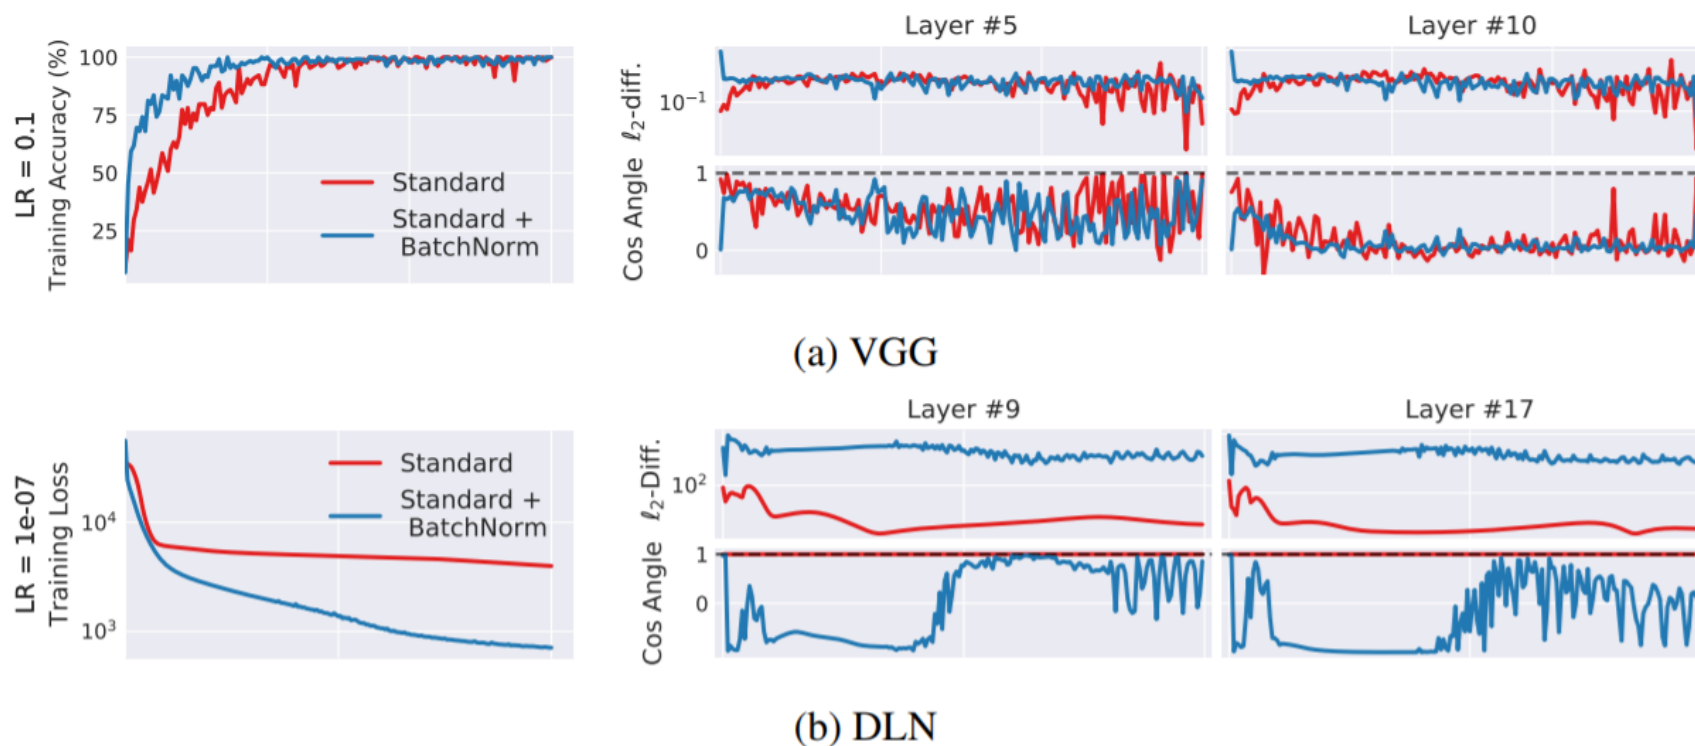 Layer #5
Layer #10
LR = 0.1
Training Accuracy (%)
100
75
50
25
Standard
Standard +
BatchNorm
ℓ₂-diff.
10⁻¹
Cos Angle
1
0
(a) VGG
Layer #9
Layer #17
LR = 1e-07
Training Loss
10⁴
10³
Standard
Standard +
BatchNorm
ℓ₂-Diff.
10²
Cos Angle
1
0
(b) DLN